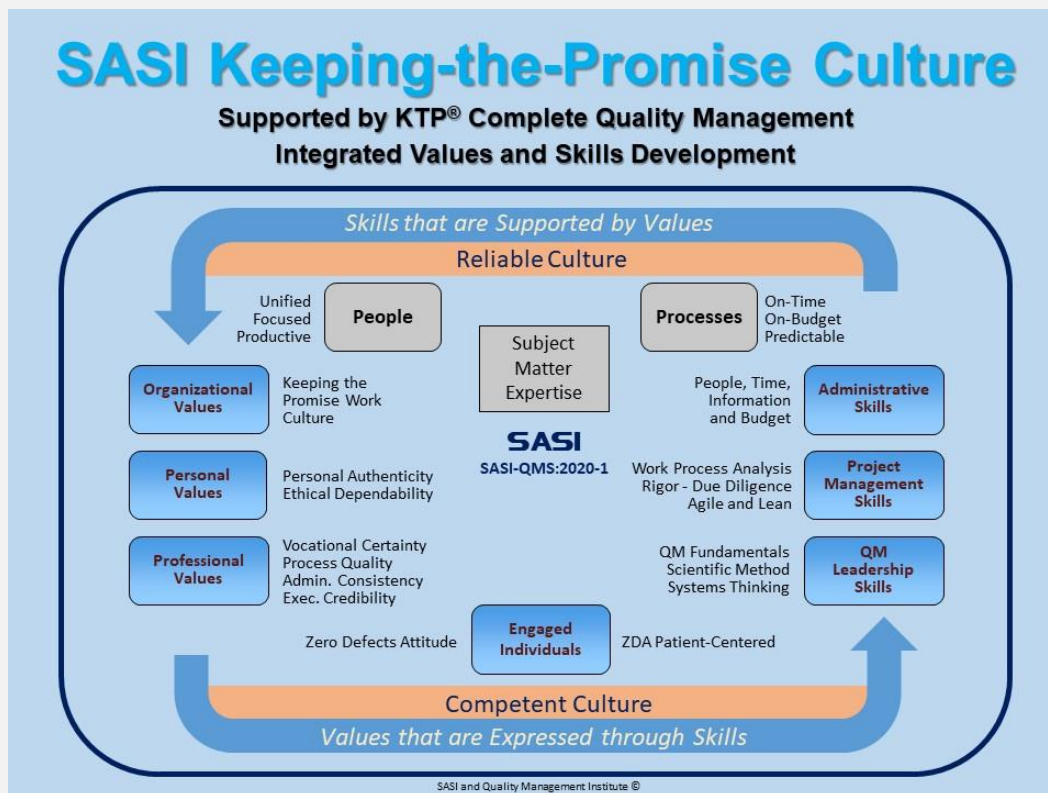 SASI Keeping-the-Promise Culture
Supported by KTP® Complete Quality Management
Integrated Values and Skills Development
Skills that are Supported by Values
Reliable Culture
Unified
Focused
Productive
People
Processes
On-Time
On-Budget
Predictable
Subject
Matter
Expertise
Organizational
Values
Keeping the
Promise Work
Culture
People, Time,
Information
and Budget
Administrative
Skills
SASI
SASI-QMS:2020-1
Personal
Values
Personal Authenticity
Ethical Dependability
Work Process Analysis
Rigor - Due Diligence
Agile and Lean
Project
Management
Skills
Professional
Values
Vocational Certainty
Process Quality
Admin. Consistency
Exec. Credibility
QM Fundamentals
Scientific Method
Systems Thinking
QM
Leadership
Skills
Zero Defects Attitude
Engaged
Individuals
ZDA Patient-Centered
Competent Culture
Values that are Expressed through Skills
SASI and Quality Management Institute ©